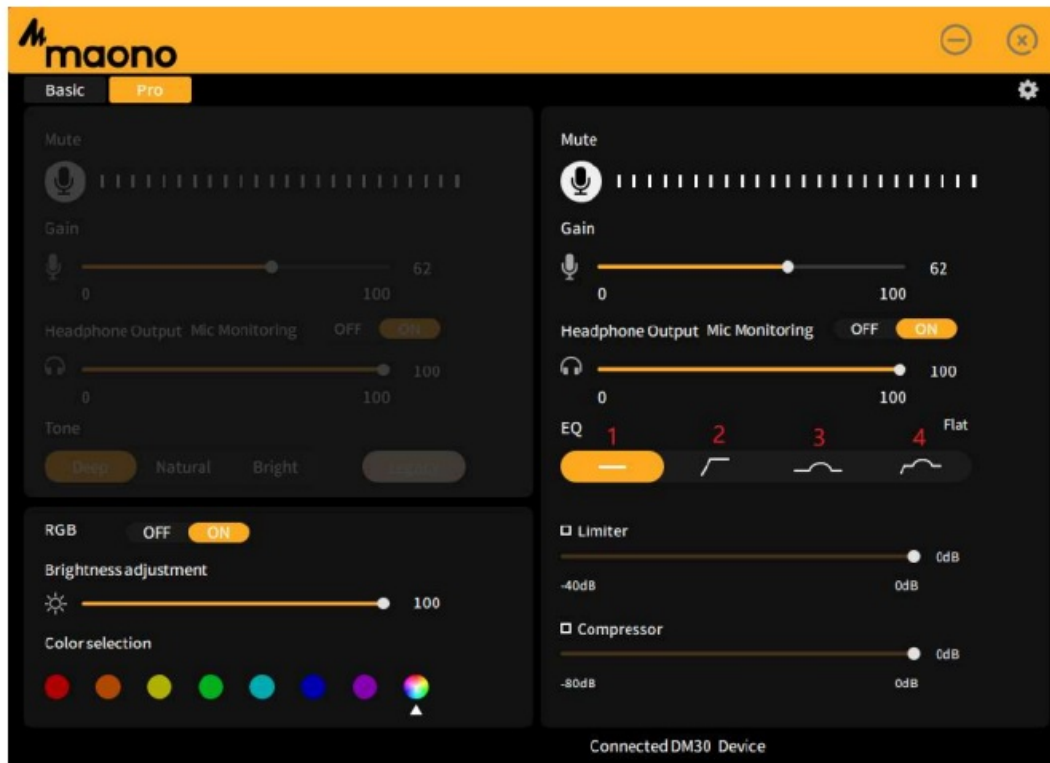 maono
Basic Pro
Mute
Gain
62
0 100
Headphone Output Mic Monitoring OFF ON
100
0 100
Tone
Deep Natural Bright
RGB OFF ON
Brightness adjustment
100
Color selection
Mute
Gain
62
0 100
Headphone Output Mic Monitoring OFF ON
100
0 100
EQ 1 2 3 4 Flat
Limiter
0dB
-40dB 0dB
Compressor
0dB
-80dB 0dB
Connected DM30 Device